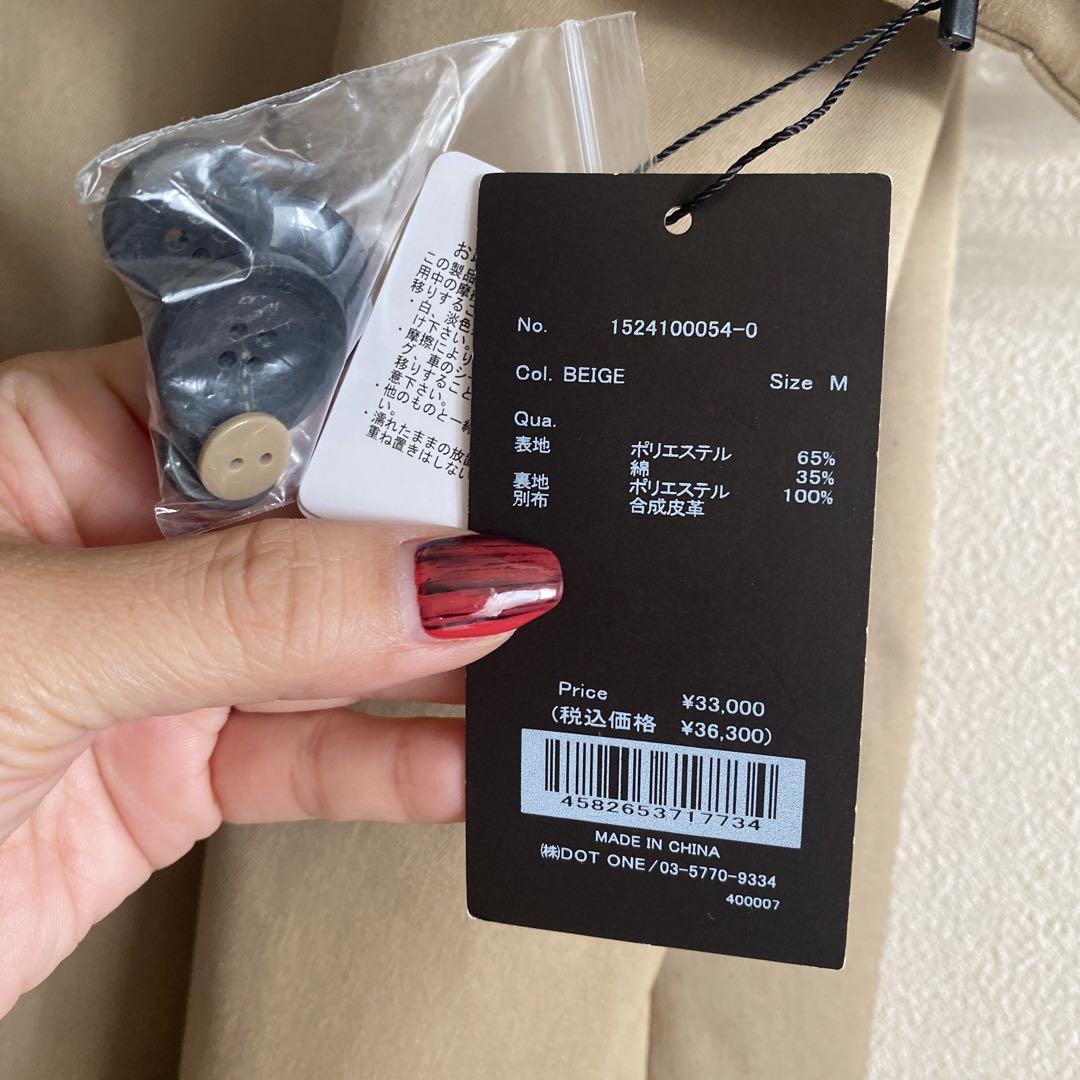 お
この製品
用中の摩擦
移りするこ
・白、淡色
け下さい。
・摩擦により
グ、車のシー
移りすること
意下さい。
・他のものと一緒
い。
・濡れたままの放置
重ね置きはしない
No. 1524100054-0
Col. BEIGE Size M
Qua.
表地 ポリエステル 65%
綿 35%
裏地 ポリエステル 100%
別布 合成皮革
Price ¥33,000
(税込価格 ¥36,300)
4582653717734
MADE IN CHINA
㈱DOT ONE/03-5770-9334
400007